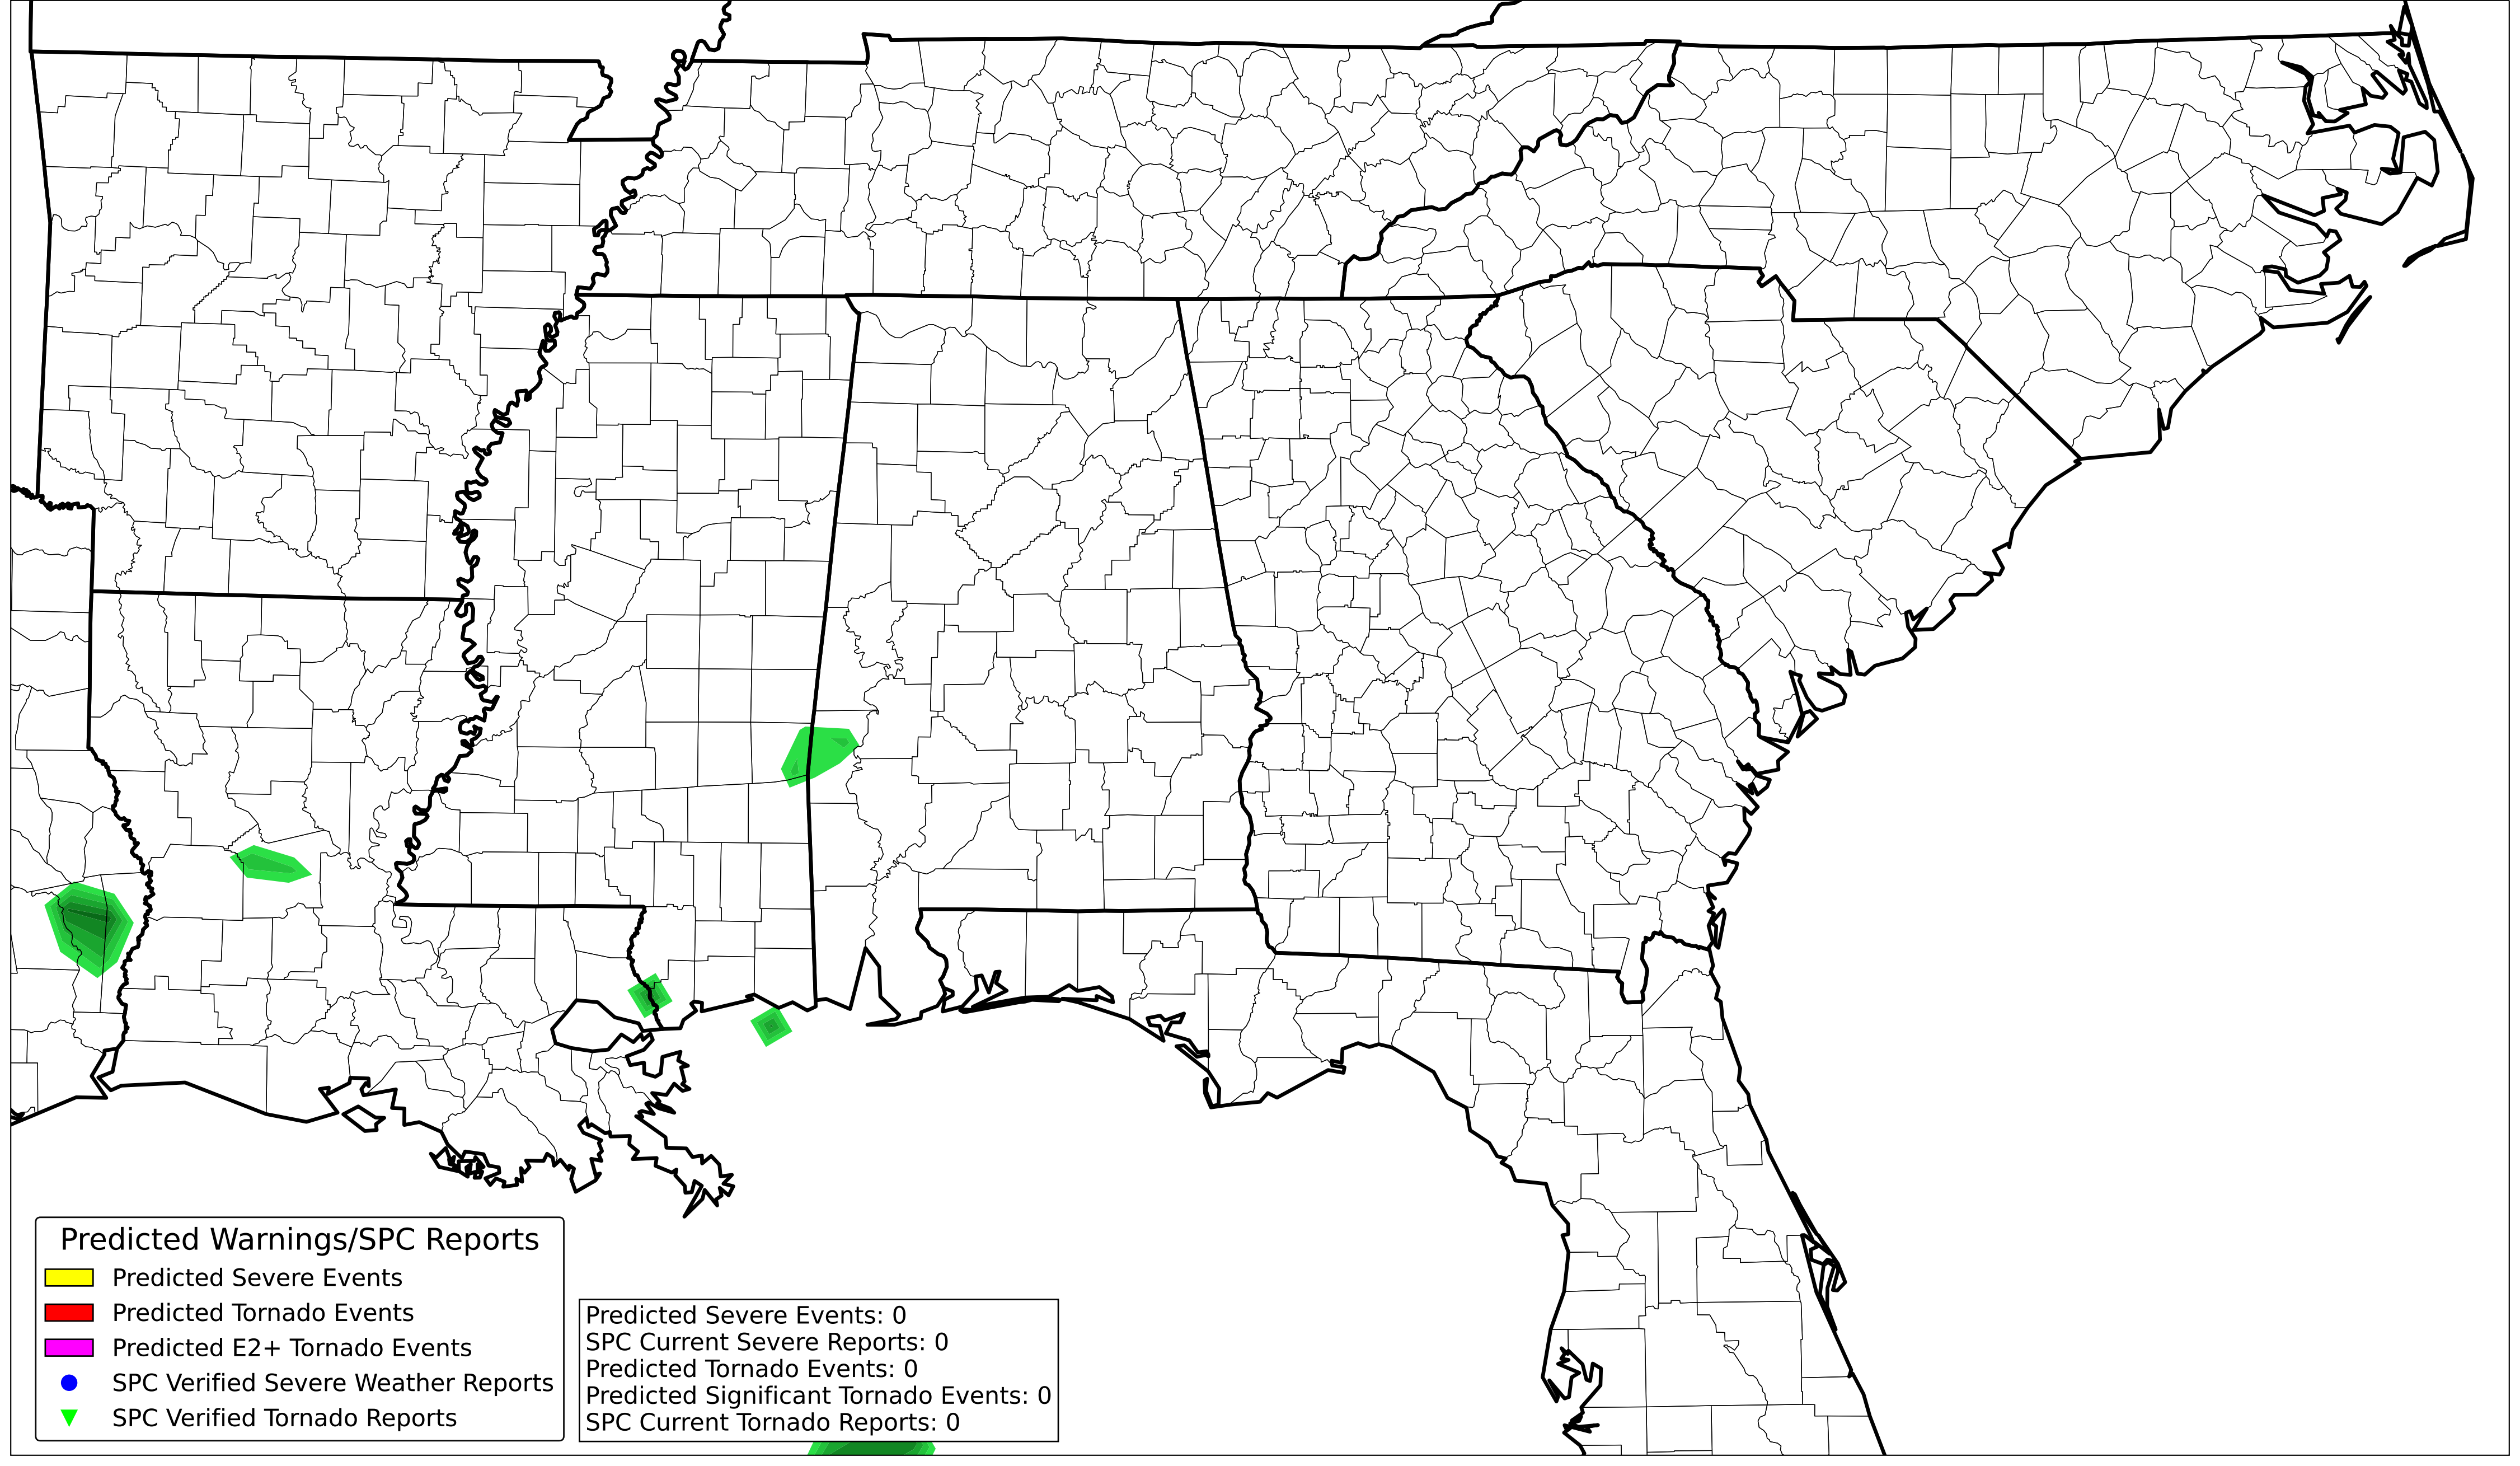 Predicted Warnings/SPC Reports
Predicted Severe Events
Predicted Tornado Events
Predicted E2+ Tornado Events
SPC Verified Severe Weather Reports
SPC Verified Tornado Reports
Predicted Severe Events: 0
SPC Current Severe Reports: 0
Predicted Tornado Events: 0
Predicted Significant Tornado Events: 0
SPC Current Tornado Reports: 0